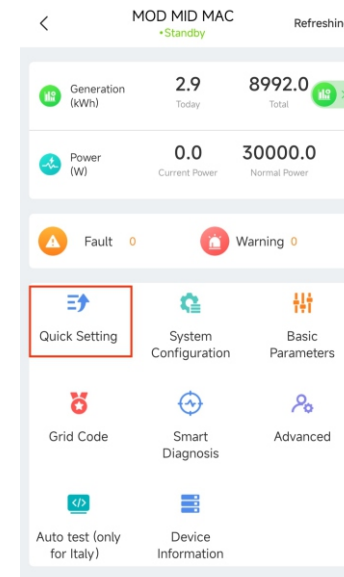 MOD MID MAC
•Standby
Refreshing
Generation
(kWh)
2.9
Today
8992.0
Total
Power
(W)
0.0
Current Power
30000.0
Normal Power
Fault 0
Warning 0
Quick Setting
System
Configuration
Basic
Parameters
Grid Code
Smart
Diagnosis
Advanced
Auto test (only
for Italy)
Device
Information